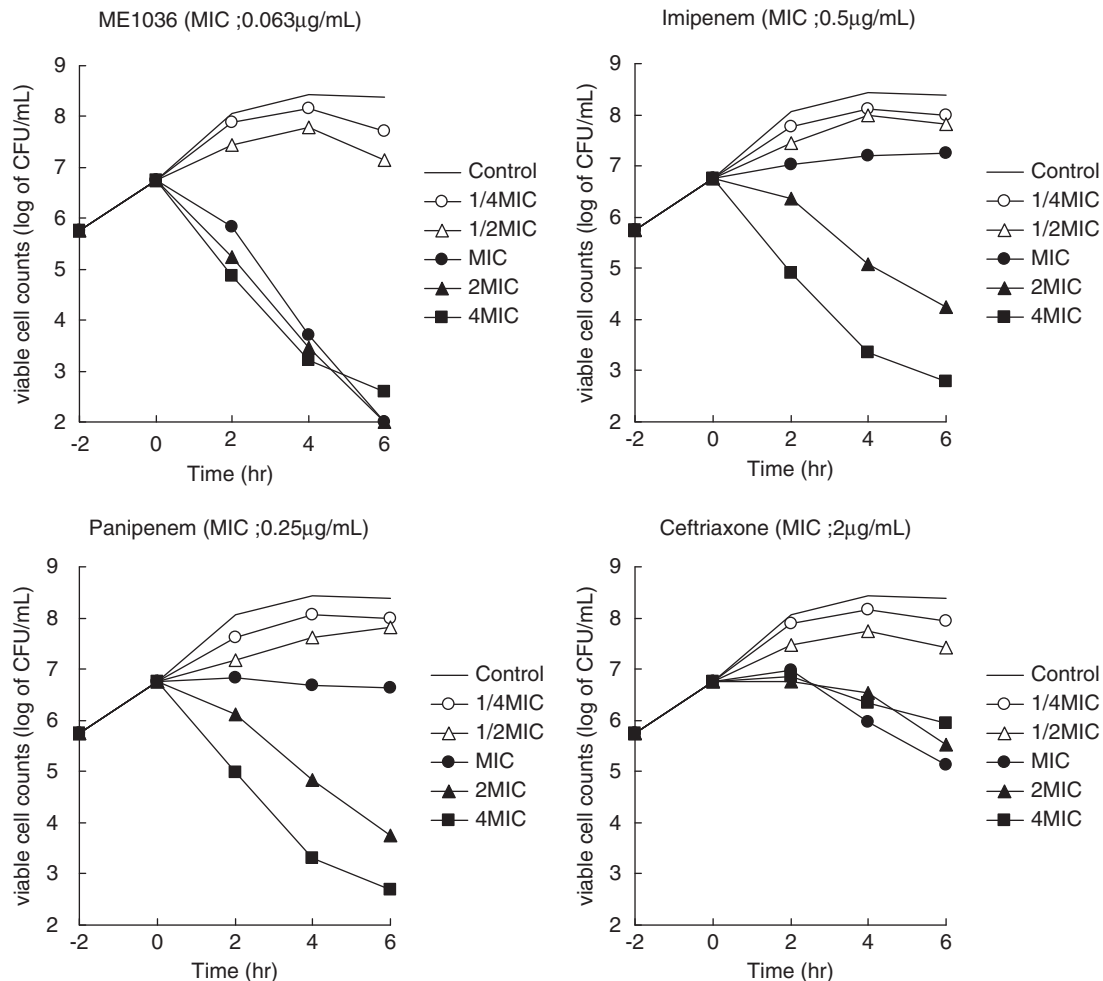 ME1036 (MIC ;0.063μg/mL)
viable cell counts (log of CFU/mL)
9
8
7
6
5
4
3
2
-2
0
2
4
6
Time (hr)
Control
1/4MIC
1/2MIC
MIC
2MIC
4MIC
Imipenem (MIC ;0.5μg/mL)
viable cell counts (log of CFU/mL)
9
8
7
6
5
4
3
2
-2
0
2
4
6
Time (hr)
Control
1/4MIC
1/2MIC
MIC
2MIC
4MIC
Panipenem (MIC ;0.25μg/mL)
viable cell counts (log of CFU/mL)
9
8
7
6
5
4
3
2
-2
0
2
4
6
Time (hr)
Control
1/4MIC
1/2MIC
MIC
2MIC
4MIC
Ceftriaxone (MIC ;2μg/mL)
viable cell counts (log of CFU/mL)
9
8
7
6
5
4
3
2
-2
0
2
4
6
Time (hr)
Control
1/4MIC
1/2MIC
MIC
2MIC
4MIC